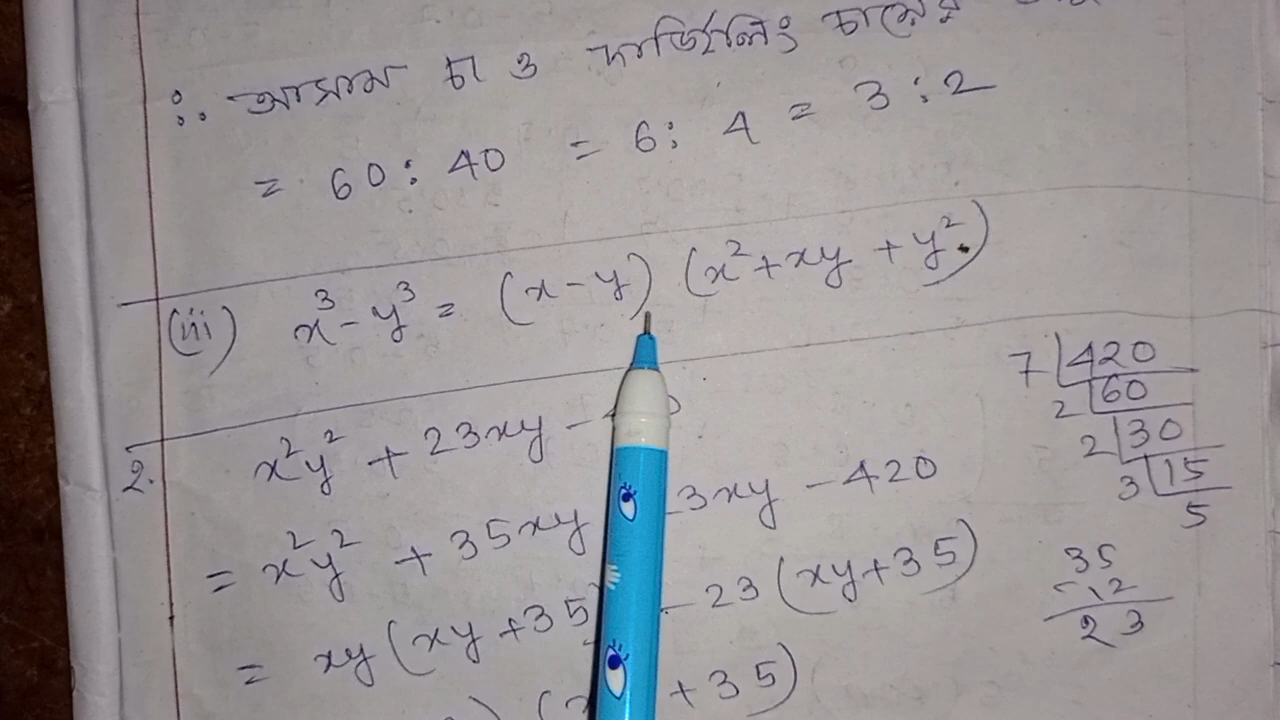 ∴ আসাম চা ও দার্জিলিং চায়ের
= 60 : 40 = 6 : 4 = 3 : 2
(iii) x³ - y³ = (x - y) (x² + xy + y²)
2. x²y² + 23xy -
= x²y² + 35xy 3xy - 420
= xy (xy + 35) - 23 (xy + 35)
+ 35)
7 | 420
2 | 60
2 | 30
3 | 15
5
35
- 12
23